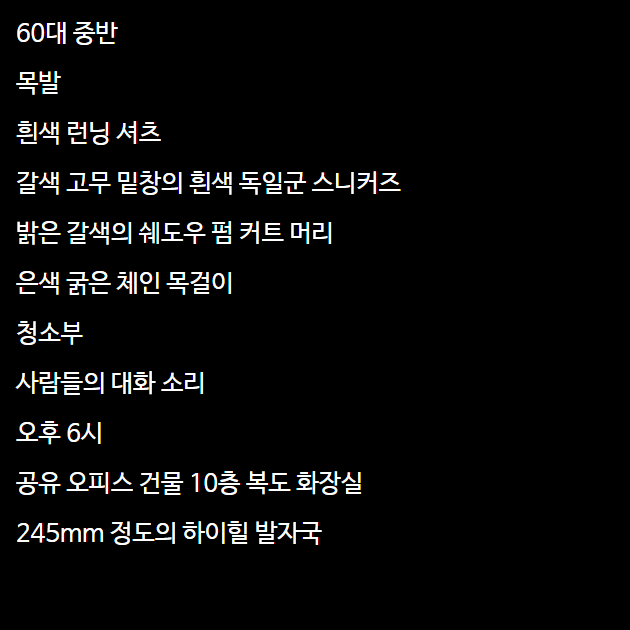 60대 중반
목발
흰색 런닝 셔츠
갈색 고무 밑창의 흰색 독일군 스니커즈
밝은 갈색의 쉐도우 펌 커트 머리
은색 굵은 체인 목걸이
청소부
사람들의 대화 소리
오후 6시
공유 오피스 건물 10층 복도 화장실
245mm 정도의 하이힐 발자국